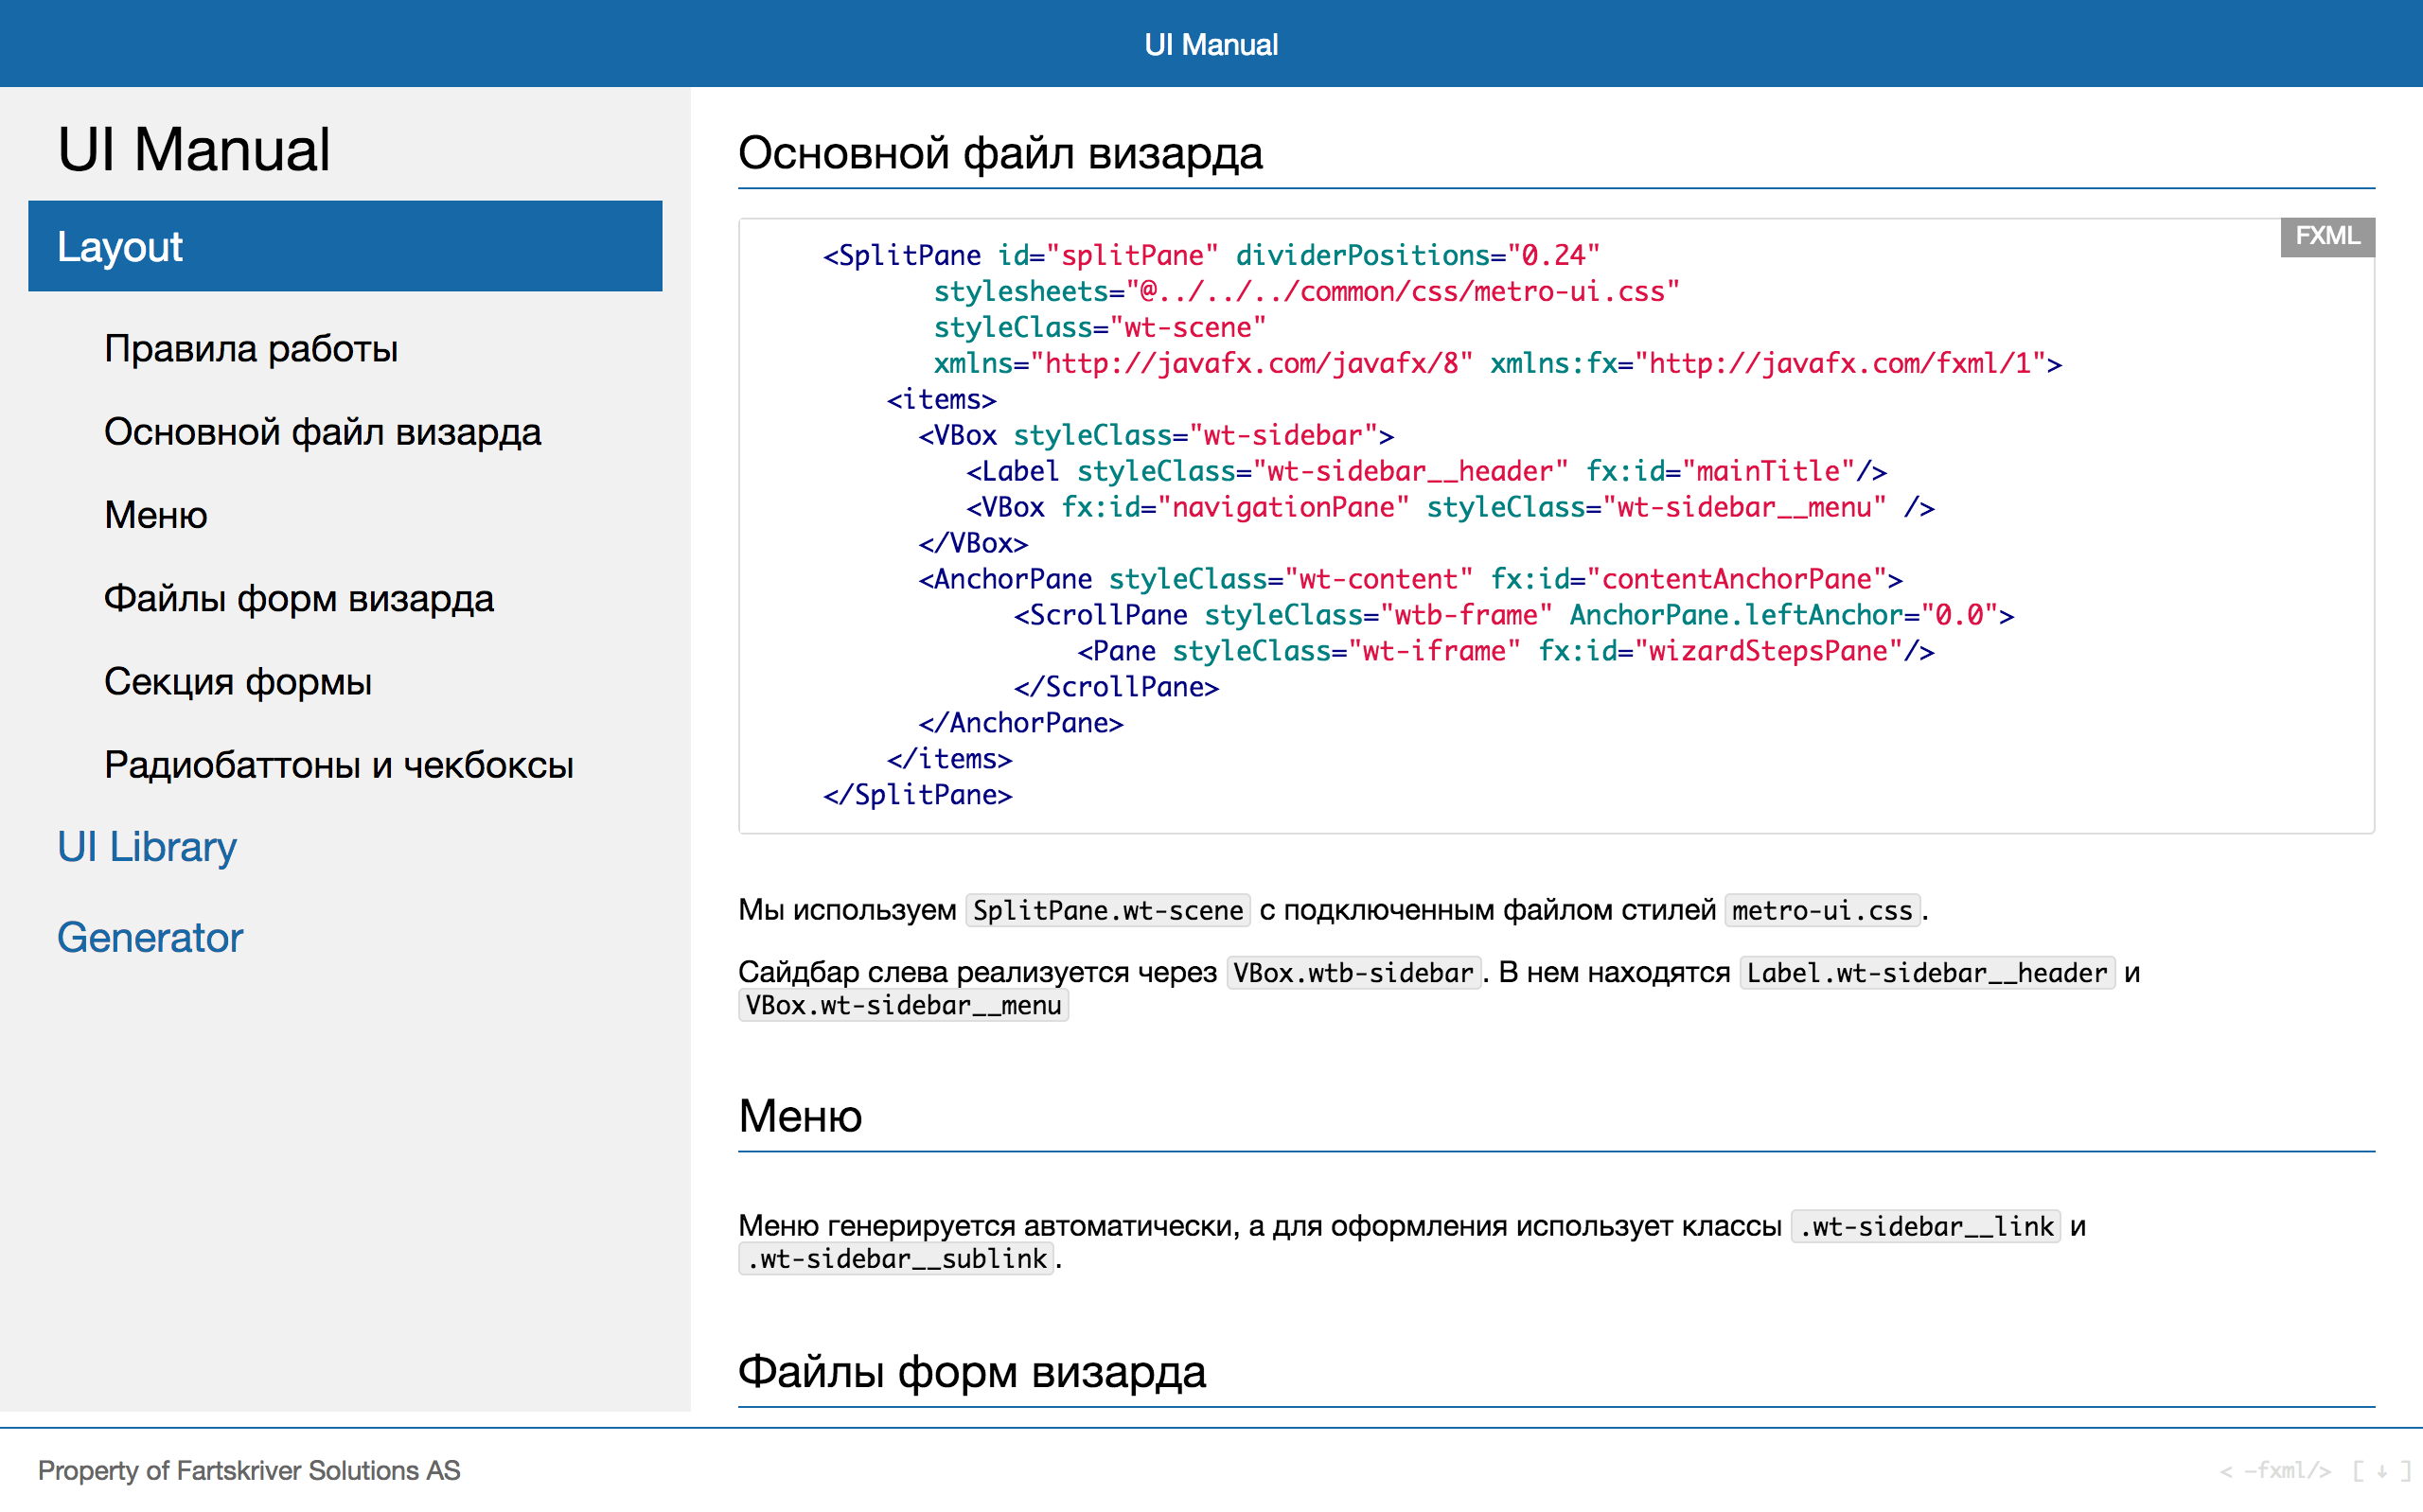 UI Manual
UI Manual
Layout
Правила работы
Основной файл визарда
Меню
Файлы форм визарда
Секция формы
Радиобаттоны и чекбоксы
UI Library
Generator
Основной файл визарда
FXML
<SplitPane id="splitPane" dividerPositions="0.24"
stylesheets="@../../../common/css/metro-ui.css"
styleClass="wt-scene"
xmlns="http://javafx.com/javafx/8" xmlns:fx="http://javafx.com/fxml/1">
<items>
<VBox styleClass="wt-sidebar">
<Label styleClass="wt-sidebar__header" fx:id="mainTitle"/>
<VBox fx:id="navigationPane" styleClass="wt-sidebar__menu" />
</VBox>
<AnchorPane styleClass="wt-content" fx:id="contentAnchorPane">
<ScrollPane styleClass="wtb-frame" AnchorPane.leftAnchor="0.0">
<Pane styleClass="wt-iframe" fx:id="wizardStepsPane"/>
</ScrollPane>
</AnchorPane>
</items>
</SplitPane>
Мы используем SplitPane.wt-scene с подключенным файлом стилей metro-ui.css.
Сайдбар слева реализуется через VBox.wtb-sidebar. В нем находятся Label.wt-sidebar__header и
VBox.wt-sidebar__menu
Меню
Меню генерируется автоматически, а для оформления использует классы .wt-sidebar__link и
.wt-sidebar__sublink.
Файлы форм визарда
Property of Fartskriver Solutions AS
< -fxml/> [ ↓ ]